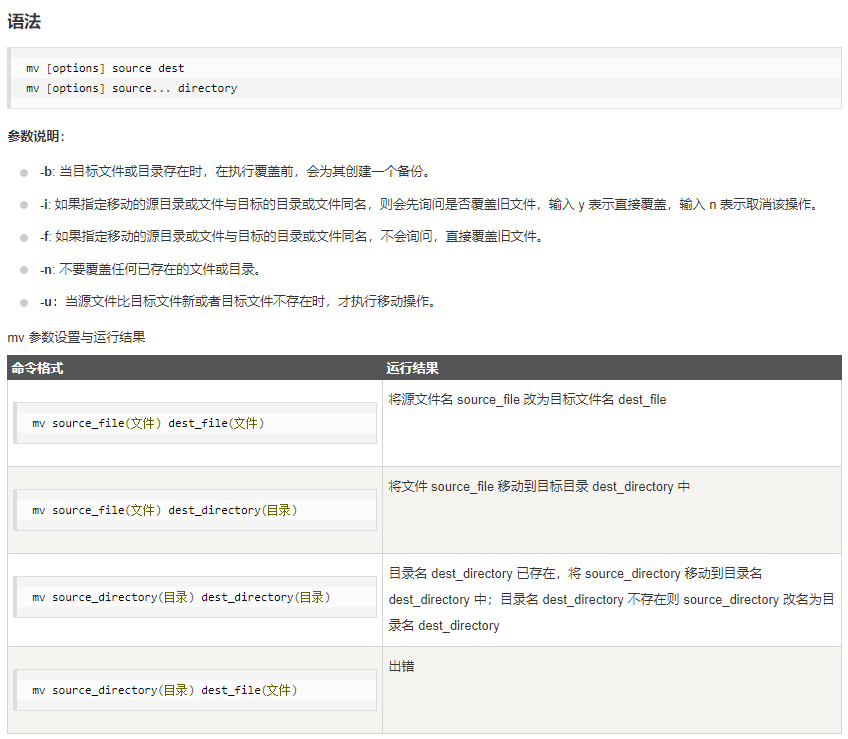 语法
mv [options] source dest
mv [options] source... directory
参数说明：
-b: 当目标文件或目录存在时，在执行覆盖前，会为其创建一个备份。
-i: 如果指定移动的源目录或文件与目标的目录或文件同名，则会先询问是否覆盖旧文件，输入 y 表示直接覆盖，输入 n 表示取消该操作。
-f: 如果指定移动的源目录或文件与目标的目录或文件同名，不会询问，直接覆盖旧文件。
-n: 不要覆盖任何已存在的文件或目录。
-u：当源文件比目标文件新或者目标文件不存在时，才执行移动操作。
mv 参数设置与运行结果
命令格式 运行结果
mv source_file(文件) dest_file(文件)
将源文件名 source_file 改为目标文件名 dest_file
mv source_file(文件) dest_directory(目录)
将文件 source_file 移动到目标目录 dest_directory 中
mv source_directory(目录) dest_directory(目录)
目录名 dest_directory 已存在，将 source_directory 移动到目录名
dest_directory 中；目录名 dest_directory 不存在则 source_directory 改名为目
录名 dest_directory
mv source_directory(目录) dest_file(文件)
出错